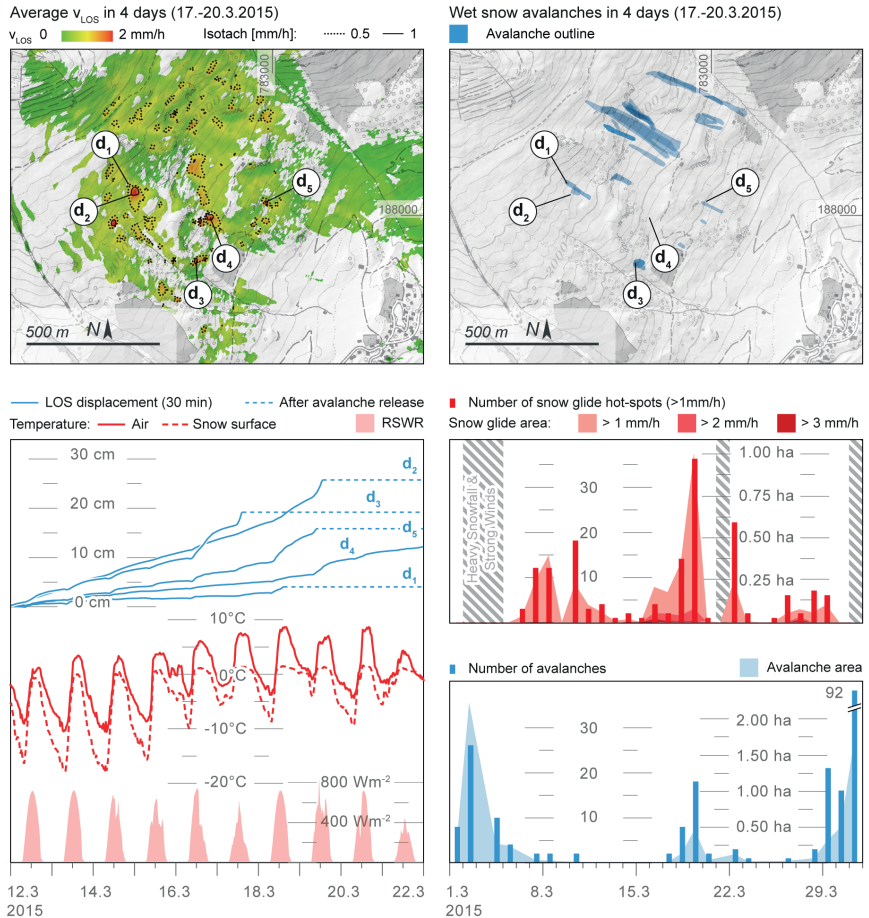 Average vLOS in 4 days (17.-20.3.2015)
vLOS 0 2 mm/h Isotach [mm/h]: 0.5 1
783000
d1
d5
d2
188000
d4
d3
500 m N
Wet snow avalanches in 4 days (17.-20.3.2015)
Avalanche outline
783000
d1
d5
d2
188000
d4
d3
500 m N
LOS displacement (30 min) After avalanche release
Temperature: Air Snow surface RSWR
30 cm
d2
20 cm
d3
d5
10 cm
d4
d1
0 cm
10°C
0°C
-10°C
-20°C 800 Wm-2
400 Wm-2
12.3 14.3 16.3 18.3 20.3 22.3
2015
Number of snow glide hot-spots (>1mm/h)
Snow glide area: > 1 mm/h > 2 mm/h > 3 mm/h
Heavy Snowfall &
Strong Winds
1.00 ha
30
0.75 ha
20
0.50 ha
10
0.25 ha
Number of avalanches Avalanche area
92
30
2.00 ha
1.50 ha
20
1.00 ha
10
0.50 ha
1.3 8.3 15.3 22.3 29.3
2015